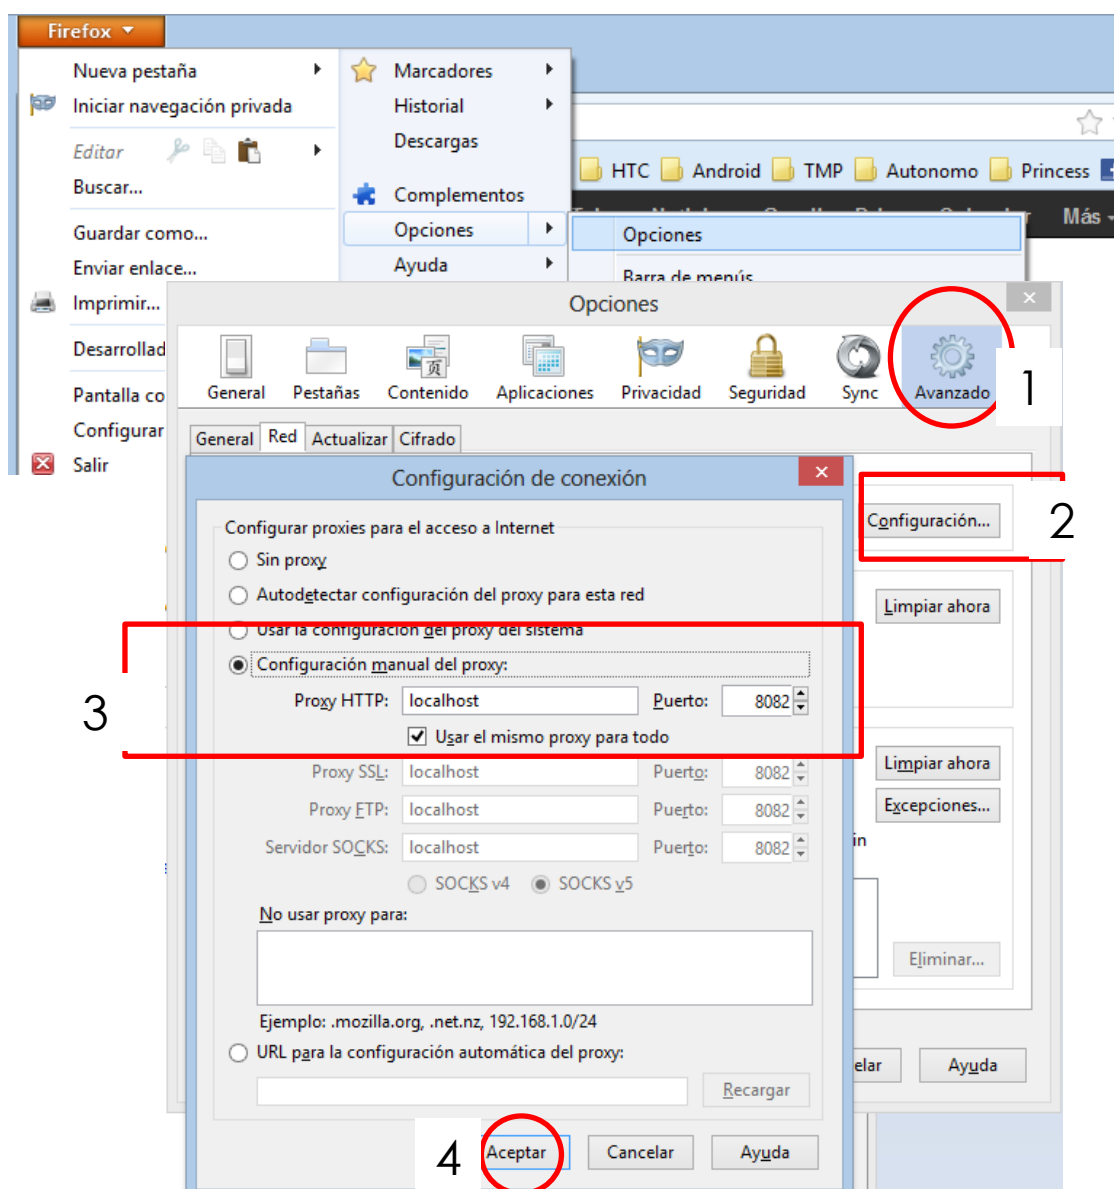 Firefox
Nueva pestaña
Iniciar navegación privada
Editar
Buscar...
Guardar como...
Enviar enlace...
Imprimir...
Desarrollad
Pantalla co
Configurar
Salir
Marcadores
Historial
Descargas
Complementos
Opciones
Ayuda
HTC Android TMP Autonomo Princess
Más
Opciones
Barra de menús
Opciones
General Pestañas Contenido Aplicaciones Privacidad Seguridad Sync Avanzado
1
General Red Actualizar Cifrado
Configuración...
2
Limpiar ahora
Limpiar ahora
Excepciones...
in
Eliminar...
elar Ayuda
Configuración de conexión
Configurar proxies para el acceso a Internet
Sin proxy
Autodetectar configuración del proxy para esta red
Usar la configuración del proxy del sistema
3
Configuración manual del proxy:
Proxy HTTP: localhost Puerto: 8082
Usar el mismo proxy para todo
Proxy SSL: localhost Puerto: 8082
Proxy FTP: localhost Puerto: 8082
Servidor SOCKS: localhost Puerto: 8082
SOCKS v4 SOCKS v5
No usar proxy para:
Ejemplo: .mozilla.org, .net.nz, 192.168.1.0/24
URL para la configuración automática del proxy:
Recargar
4
Aceptar Cancelar Ayuda